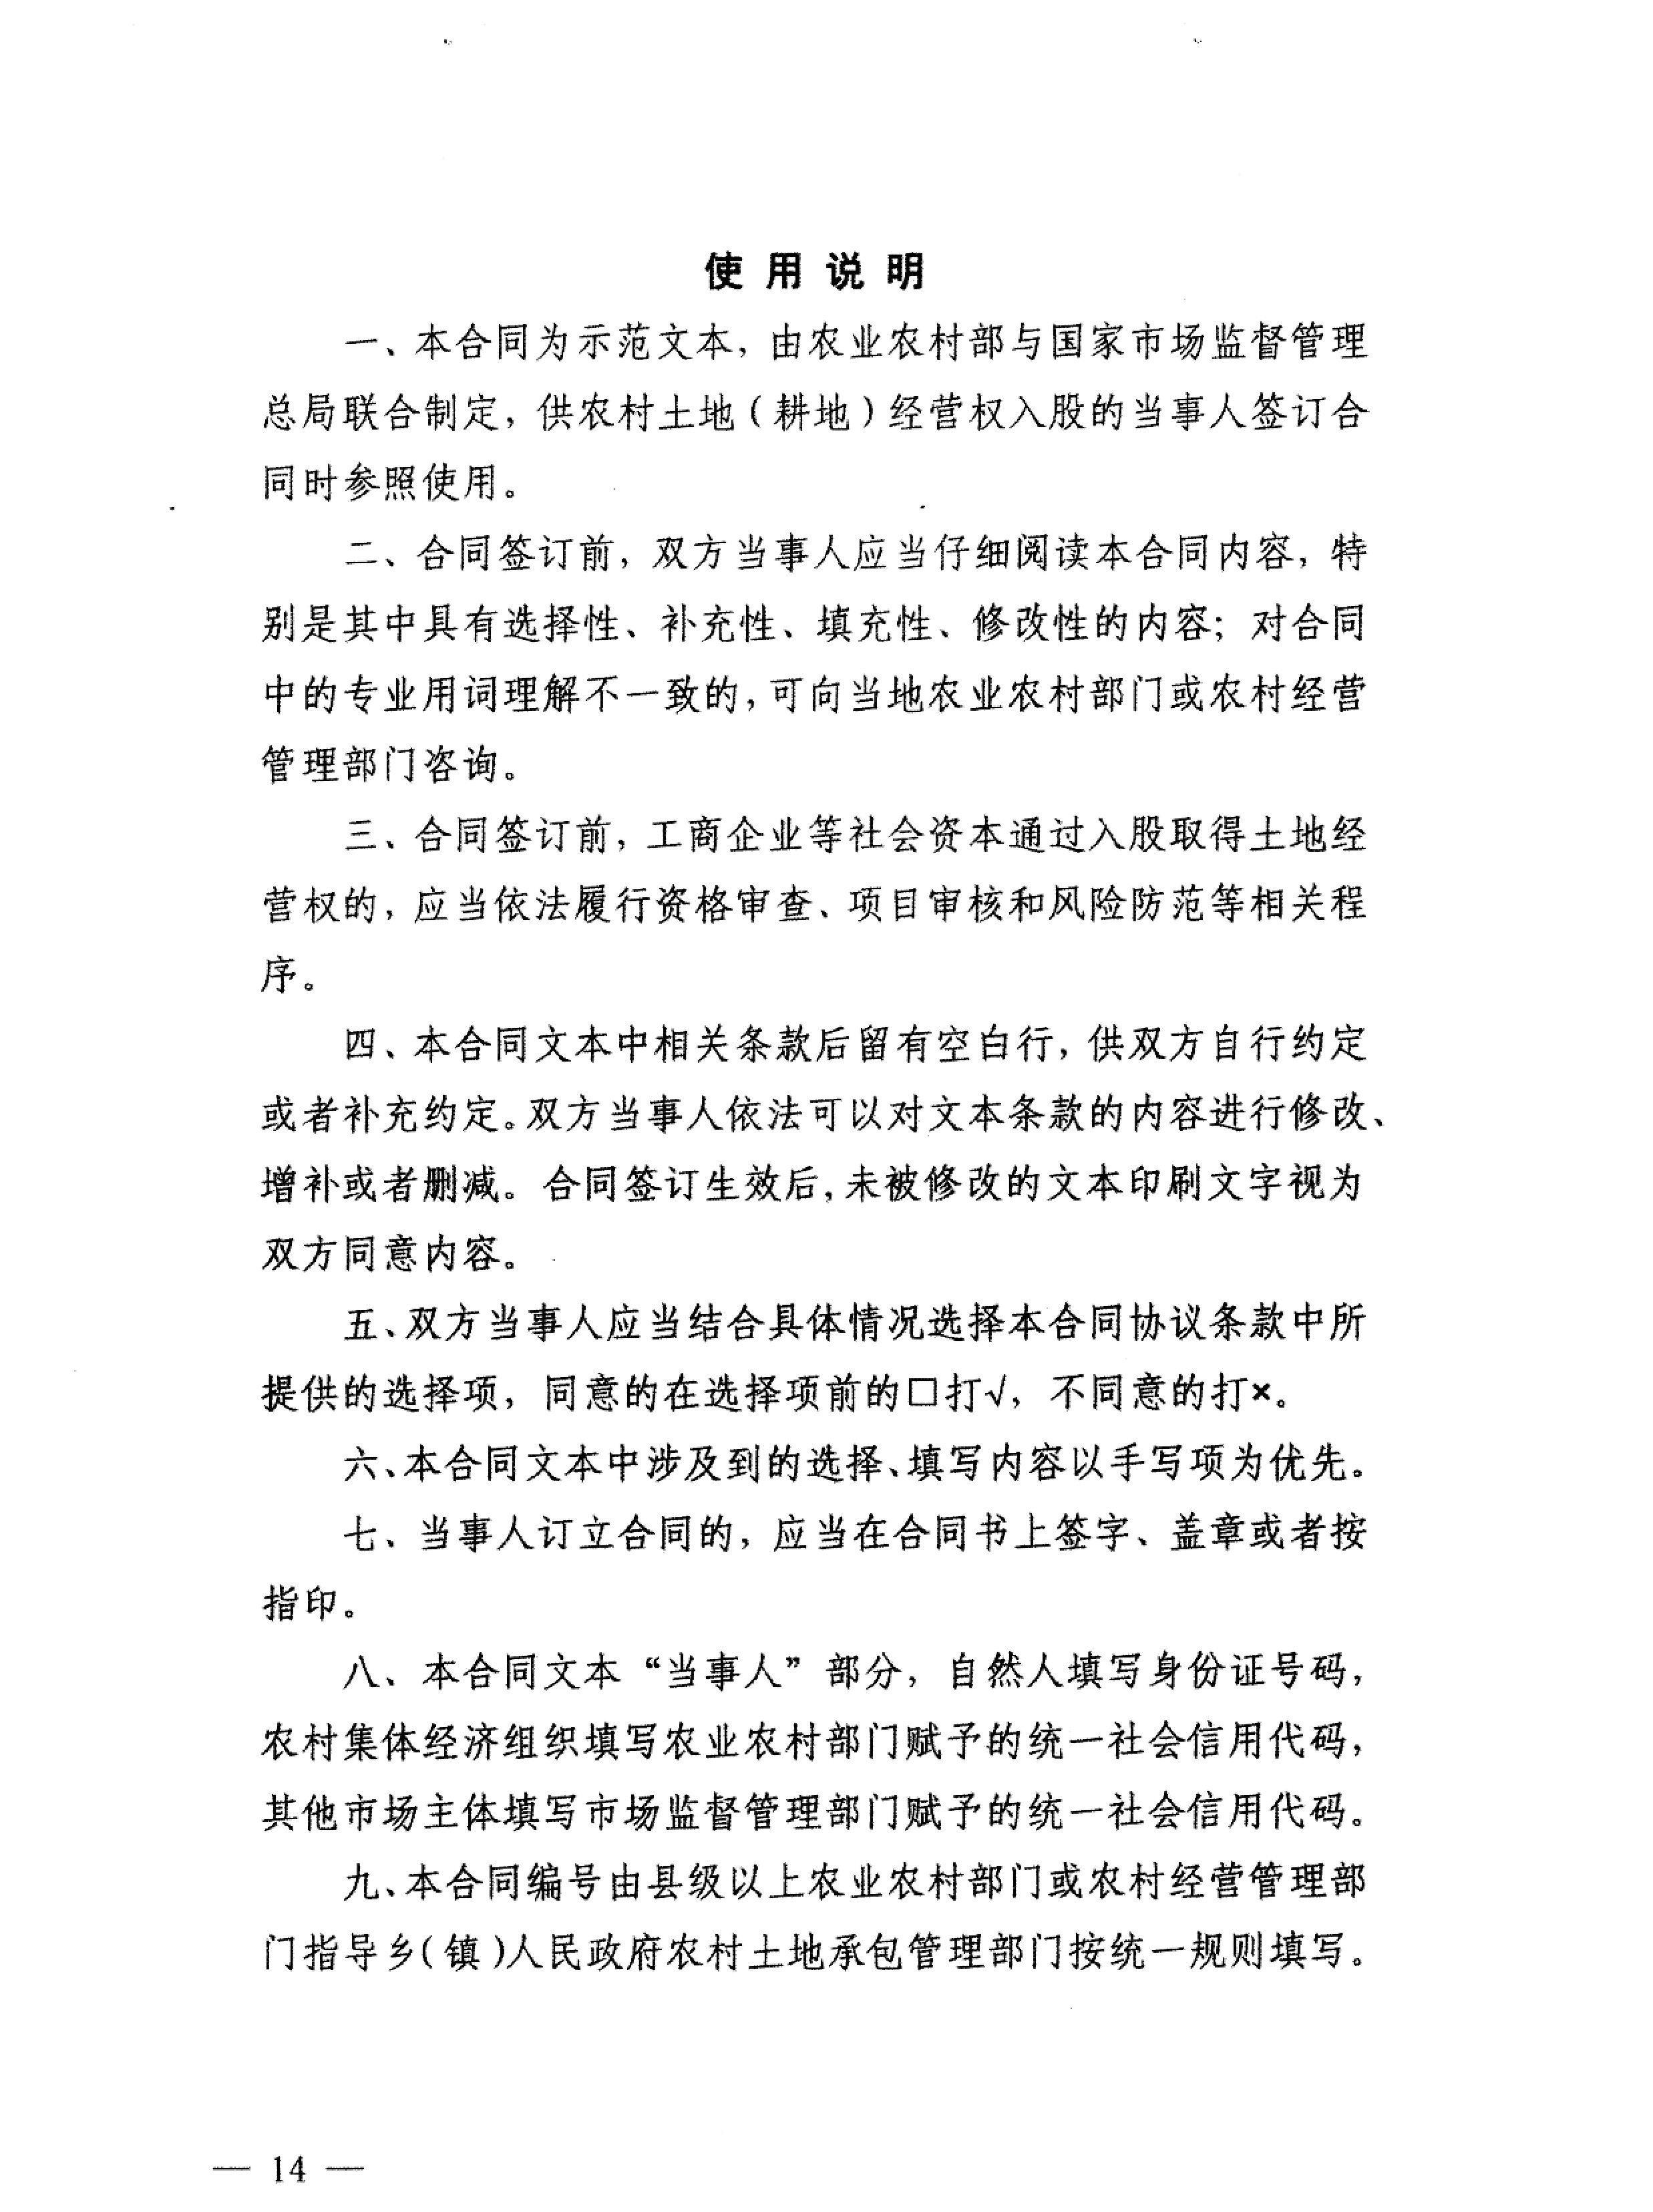 使用说明
一、本合同为示范文本，由农业农村部与国家市场监督管理
总局联合制定，供农村土地（耕地）经营权入股的当事人签订合
同时参照使用。
二、合同签订前，双方当事人应当仔细阅读本合同内容，特
别是其中具有选择性、补充性、填充性、修改性的内容；对合同
中的专业用词理解不一致的，可向当地农业农村部门或农村经营
管理部门咨询。
三、合同签订前，工商企业等社会资本通过入股取得土地经
营权的，应当依法履行资格审查、项目审核和风险防范等相关程
序。
四、本合同文本中相关条款后留有空白行，供双方自行约定
或者补充约定。双方当事人依法可以对文本条款的内容进行修改、
增补或者删减。合同签订生效后，未被修改的文本印刷文字视为
双方同意内容。
五、双方当事人应当结合具体情况选择本合同协议条款中所
提供的选择项，同意的在选择项前的□打√，不同意的打×。
六、本合同文本中涉及到的选择、填写内容以手写项为优先。
七、当事人订立合同的，应当在合同书上签字、盖章或者按
指印。
八、本合同文本“当事人”部分，自然人填写身份证号码，
农村集体经济组织填写农业农村部门赋予的统一社会信用代码，
其他市场主体填写市场监督管理部门赋予的统一社会信用代码。
九、本合同编号由县级以上农业农村部门或农村经营管理部
门指导乡（镇）人民政府农村土地承包管理部门按统一规则填写。
— 14 —